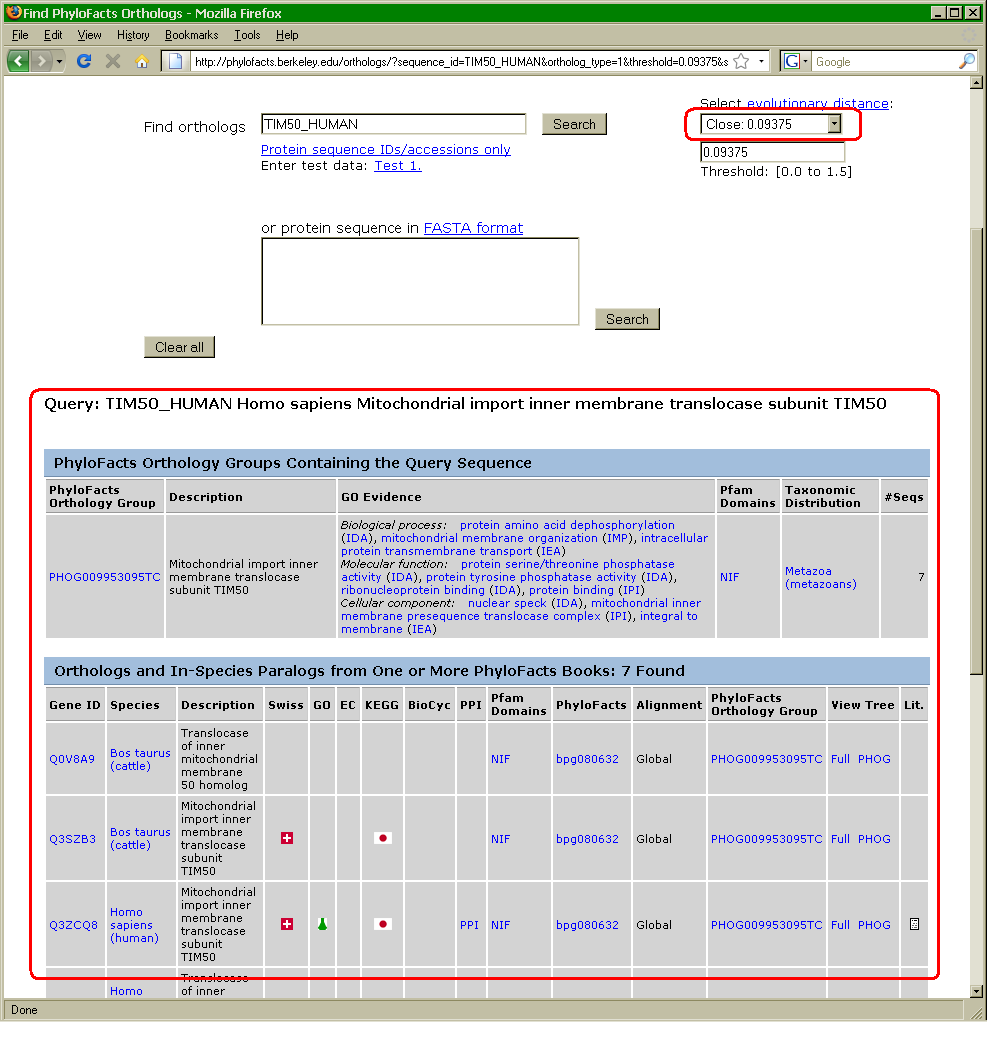 Find PhyloFacts Orthologs - Mozilla Firefox
File Edit View History Bookmarks Tools Help
http://phylofacts.berkeley.edu/orthologs/?sequence_id=TIM50_HUMAN&ortholog_type=1&threshold=0.09375&s
G Google
Select evolutionary distance:
Find orthologs TIM50_HUMAN Search Close: 0.09375
Protein sequence IDs/accessions only 0.09375
Enter test data: Test 1. Threshold: [0.0 to 1.5]
or protein sequence in FASTA format
Search
Clear all
Query: TIM50_HUMAN Homo sapiens Mitochondrial import inner membrane translocase subunit TIM50
PhyloFacts Orthology Groups Containing the Query Sequence
PhyloFacts Orthology Group
Description
GO Evidence
Pfam Domains
Taxonomic Distribution
#Seqs
PHOG009953095TC
Mitochondrial import inner
membrane translocase
subunit TIM50
Biological process: protein amino acid dephosphorylation
(IDA), mitochondrial membrane organization (IMP), intracellular
protein transmembrane transport (IEA)
Molecular function: protein serine/threonine phosphatase
activity (IDA), protein tyrosine phosphatase activity (IDA),
ribonucleoprotein binding (IDA), protein binding (IPI)
Cellular component: nuclear speck (IDA), mitochondrial inner
membrane presequence translocase complex (IPI), integral to
membrane (IEA)
NIF
Metazoa
(metazoans)
7
Orthologs and In-Species Paralogs from One or More PhyloFacts Books: 7 Found
Gene ID Species Description Swiss GO EC KEGG BioCyc PPI Pfam Domains PhyloFacts Alignment PhyloFacts Orthology Group View Tree Lit.
Q0V8A9
Bos taurus
(cattle)
Translocase
of inner
mitochondrial
membrane
50 homolog
NIF bpg080632 Global PHOG009953095TC Full PHOG
Q3SZB3
Bos taurus
(cattle)
Mitochondrial
import inner
membrane
translocase
subunit
TIM50
NIF bpg080632 Global PHOG009953095TC Full PHOG
Q3ZCQ8
Homo
sapiens
(human)
Mitochondrial
import inner
membrane
translocase
subunit
TIM50
PPI NIF bpg080632 Global PHOG009953095TC Full PHOG
Homo
Translocase
of inner
Done